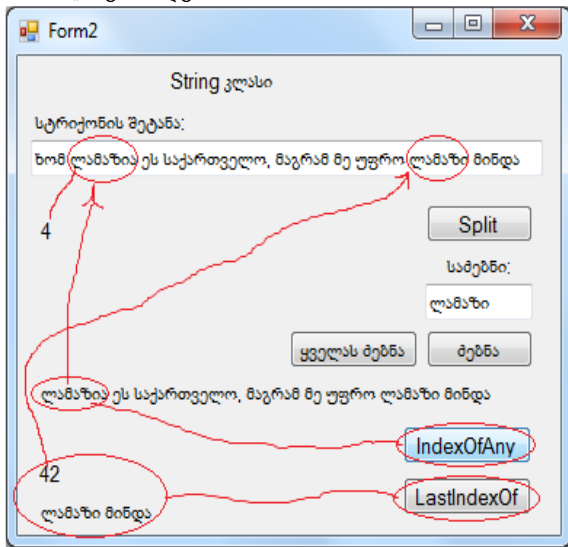 Form2
String კლასი
სტრიქონის შეტანა:
ხომ ლამაზია ეს საქართველო, მაგრამ მე უფრო ლამაზი მინდა
4
Split
საძებნი:
ლამაზი
ყველას ძებნა
ძებნა
ლამაზია ეს საქართველო, მაგრამ მე უფრო ლამაზი მინდა
IndexOfAny
42
LastIndexOf
ლამაზი მინდა